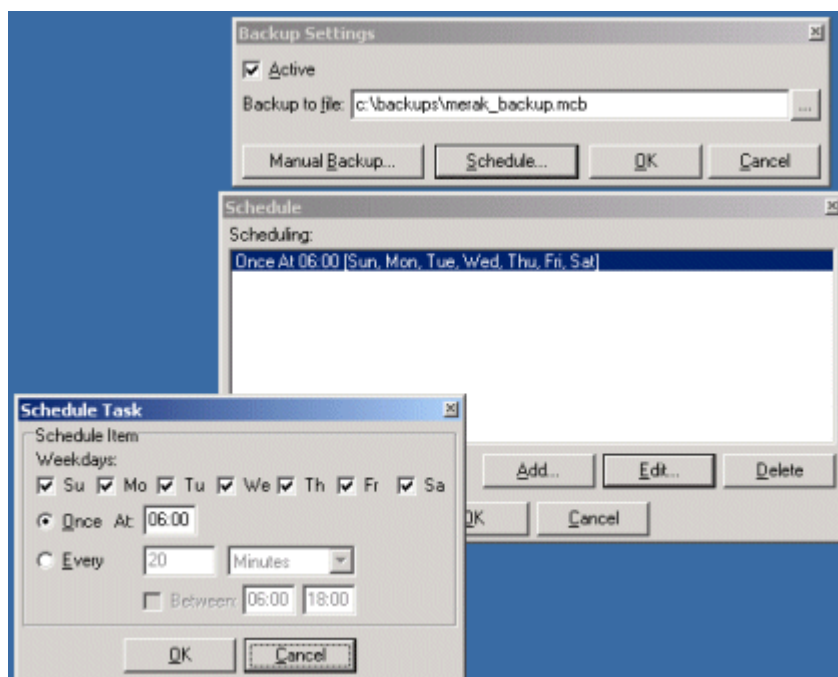 Backup Settings
Active
Backup to file: c:\backups\merak_backup.mcb ...
Manual Backup... Schedule... OK Cancel
Schedule
Scheduling:
Once At 06:00 [Sun, Mon, Tue, Wed, Thu, Fri, Sat]
Add... Edit... Delete
OK Cancel
Schedule Task
Schedule Item
Weekdays:
Su Mo Tu We Th Fr Sa
Once At: 06:00
Every 20 Minutes
Between: 06:00 18:00
OK Cancel